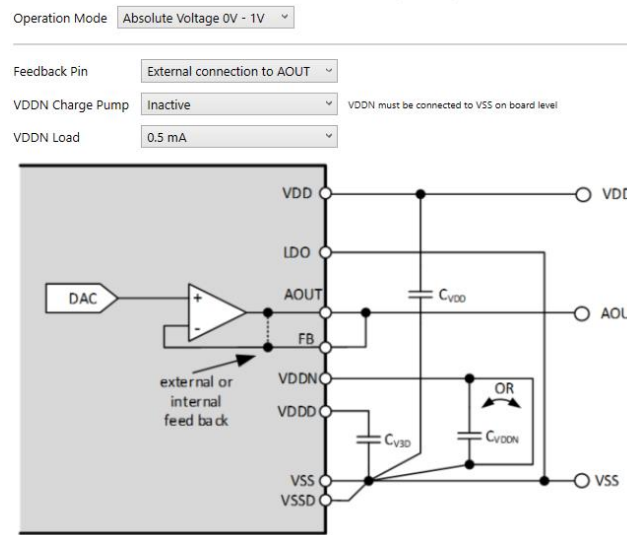 Operation Mode Absolute Voltage 0V - 1V
Feedback Pin External connection to AOUT
VDDN Charge Pump Inactive VDDN must be connected to VSS on board level
VDDN Load 0.5 mA
VDD VDD
LDO
DAC + AOUT CVDD AOU
- FB
external or
internal
feed back
VDDN OR
VDDD
CV3D CVDDN
VSS VSS
VSSD